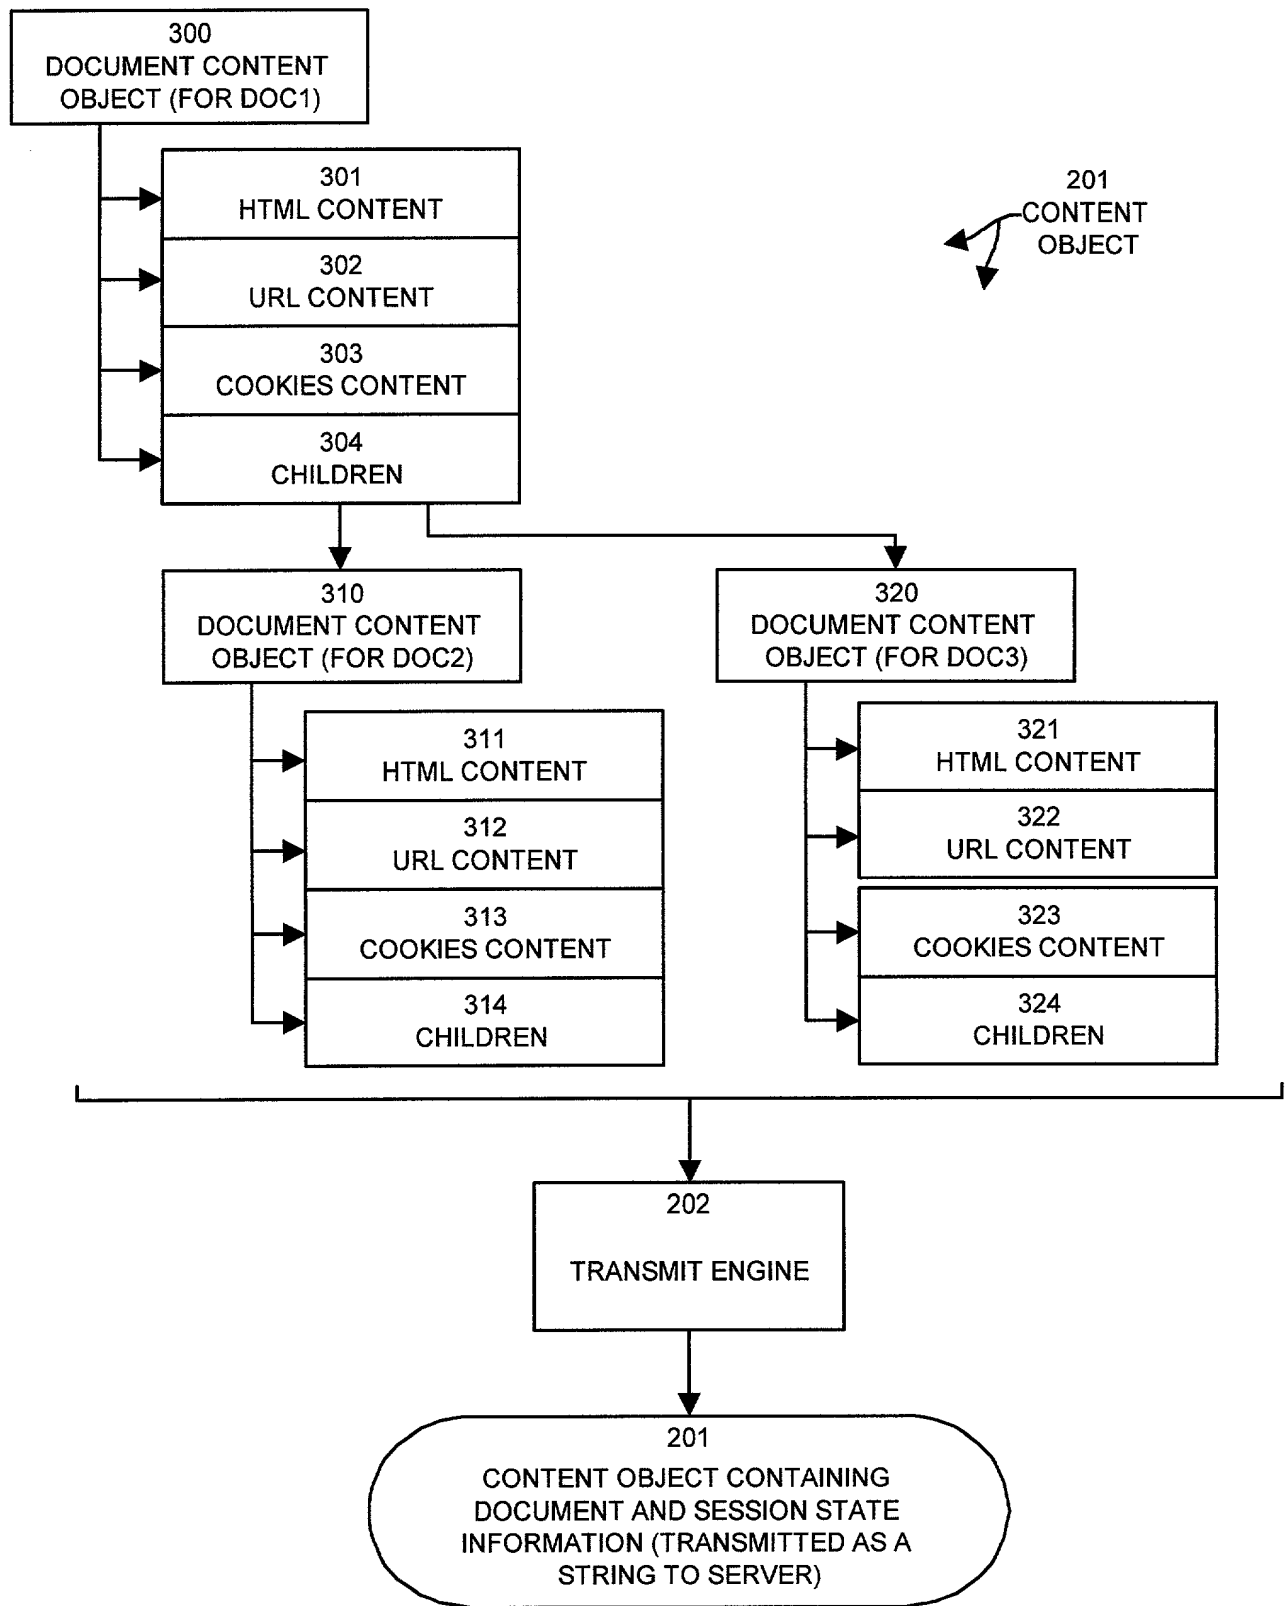 300
DOCUMENT CONTENT
OBJECT (FOR DOC1)
301
HTML CONTENT
302
URL CONTENT
303
COOKIES CONTENT
304
CHILDREN
201
CONTENT
OBJECT
310
DOCUMENT CONTENT
OBJECT (FOR DOC2)
320
DOCUMENT CONTENT
OBJECT (FOR DOC3)
311
HTML CONTENT
312
URL CONTENT
313
COOKIES CONTENT
314
CHILDREN
321
HTML CONTENT
322
URL CONTENT
323
COOKIES CONTENT
324
CHILDREN
202
TRANSMIT ENGINE
201
CONTENT OBJECT CONTAINING
DOCUMENT AND SESSION STATE
INFORMATION (TRANSMITTED AS A
STRING TO SERVER)